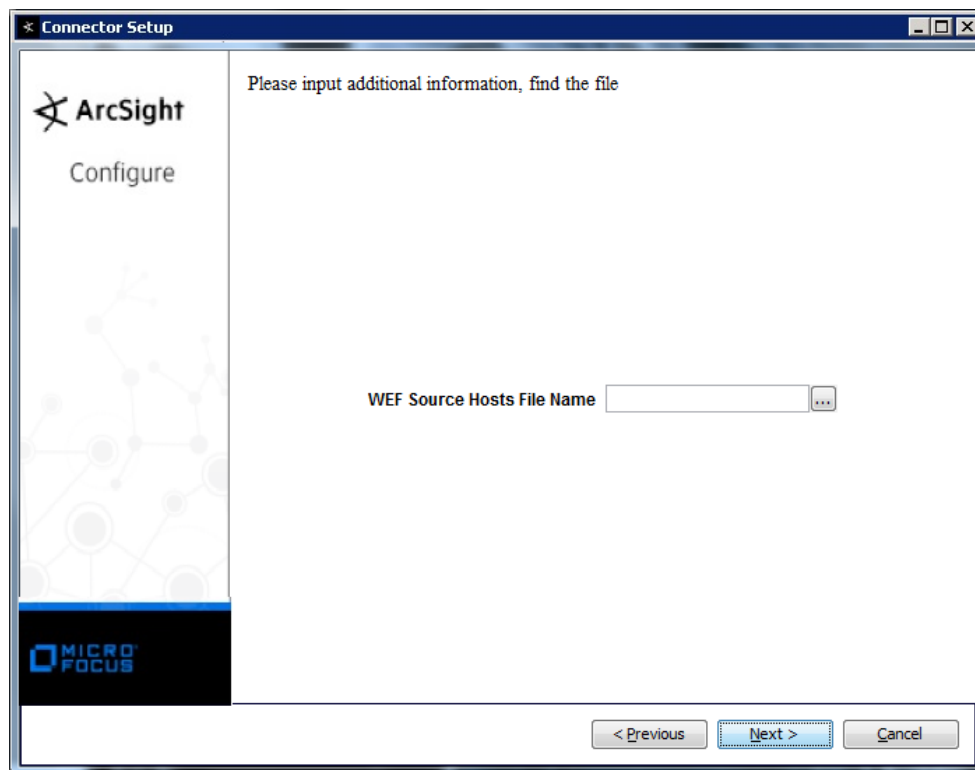 Connector Setup
ArcSight
Configure
Please input additional information, find the file
WEF Source Hosts File Name
...
MICRO
FOCUS
< Previous
Next >
Cancel